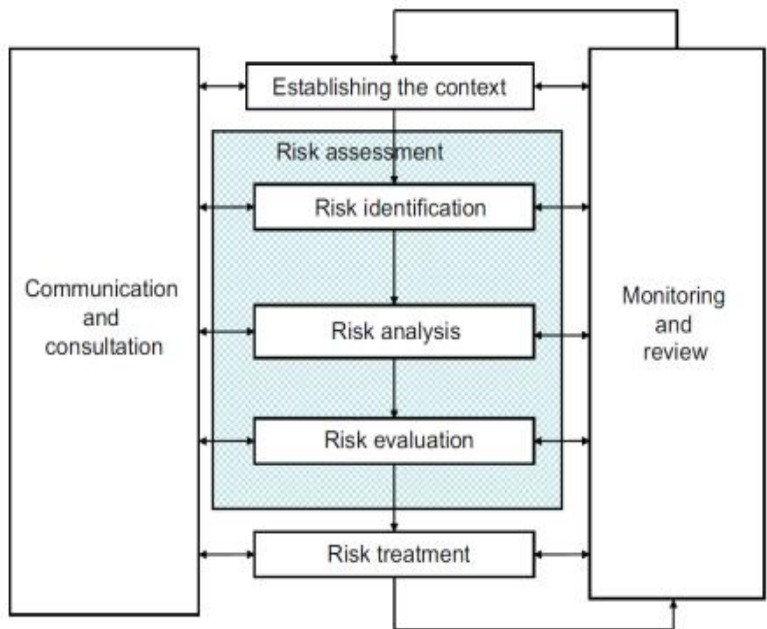 Establishing the context
Risk assessment
Risk identification
Communication
and
consultation
Risk analysis
Monitoring
and
review
Risk evaluation
Risk treatment